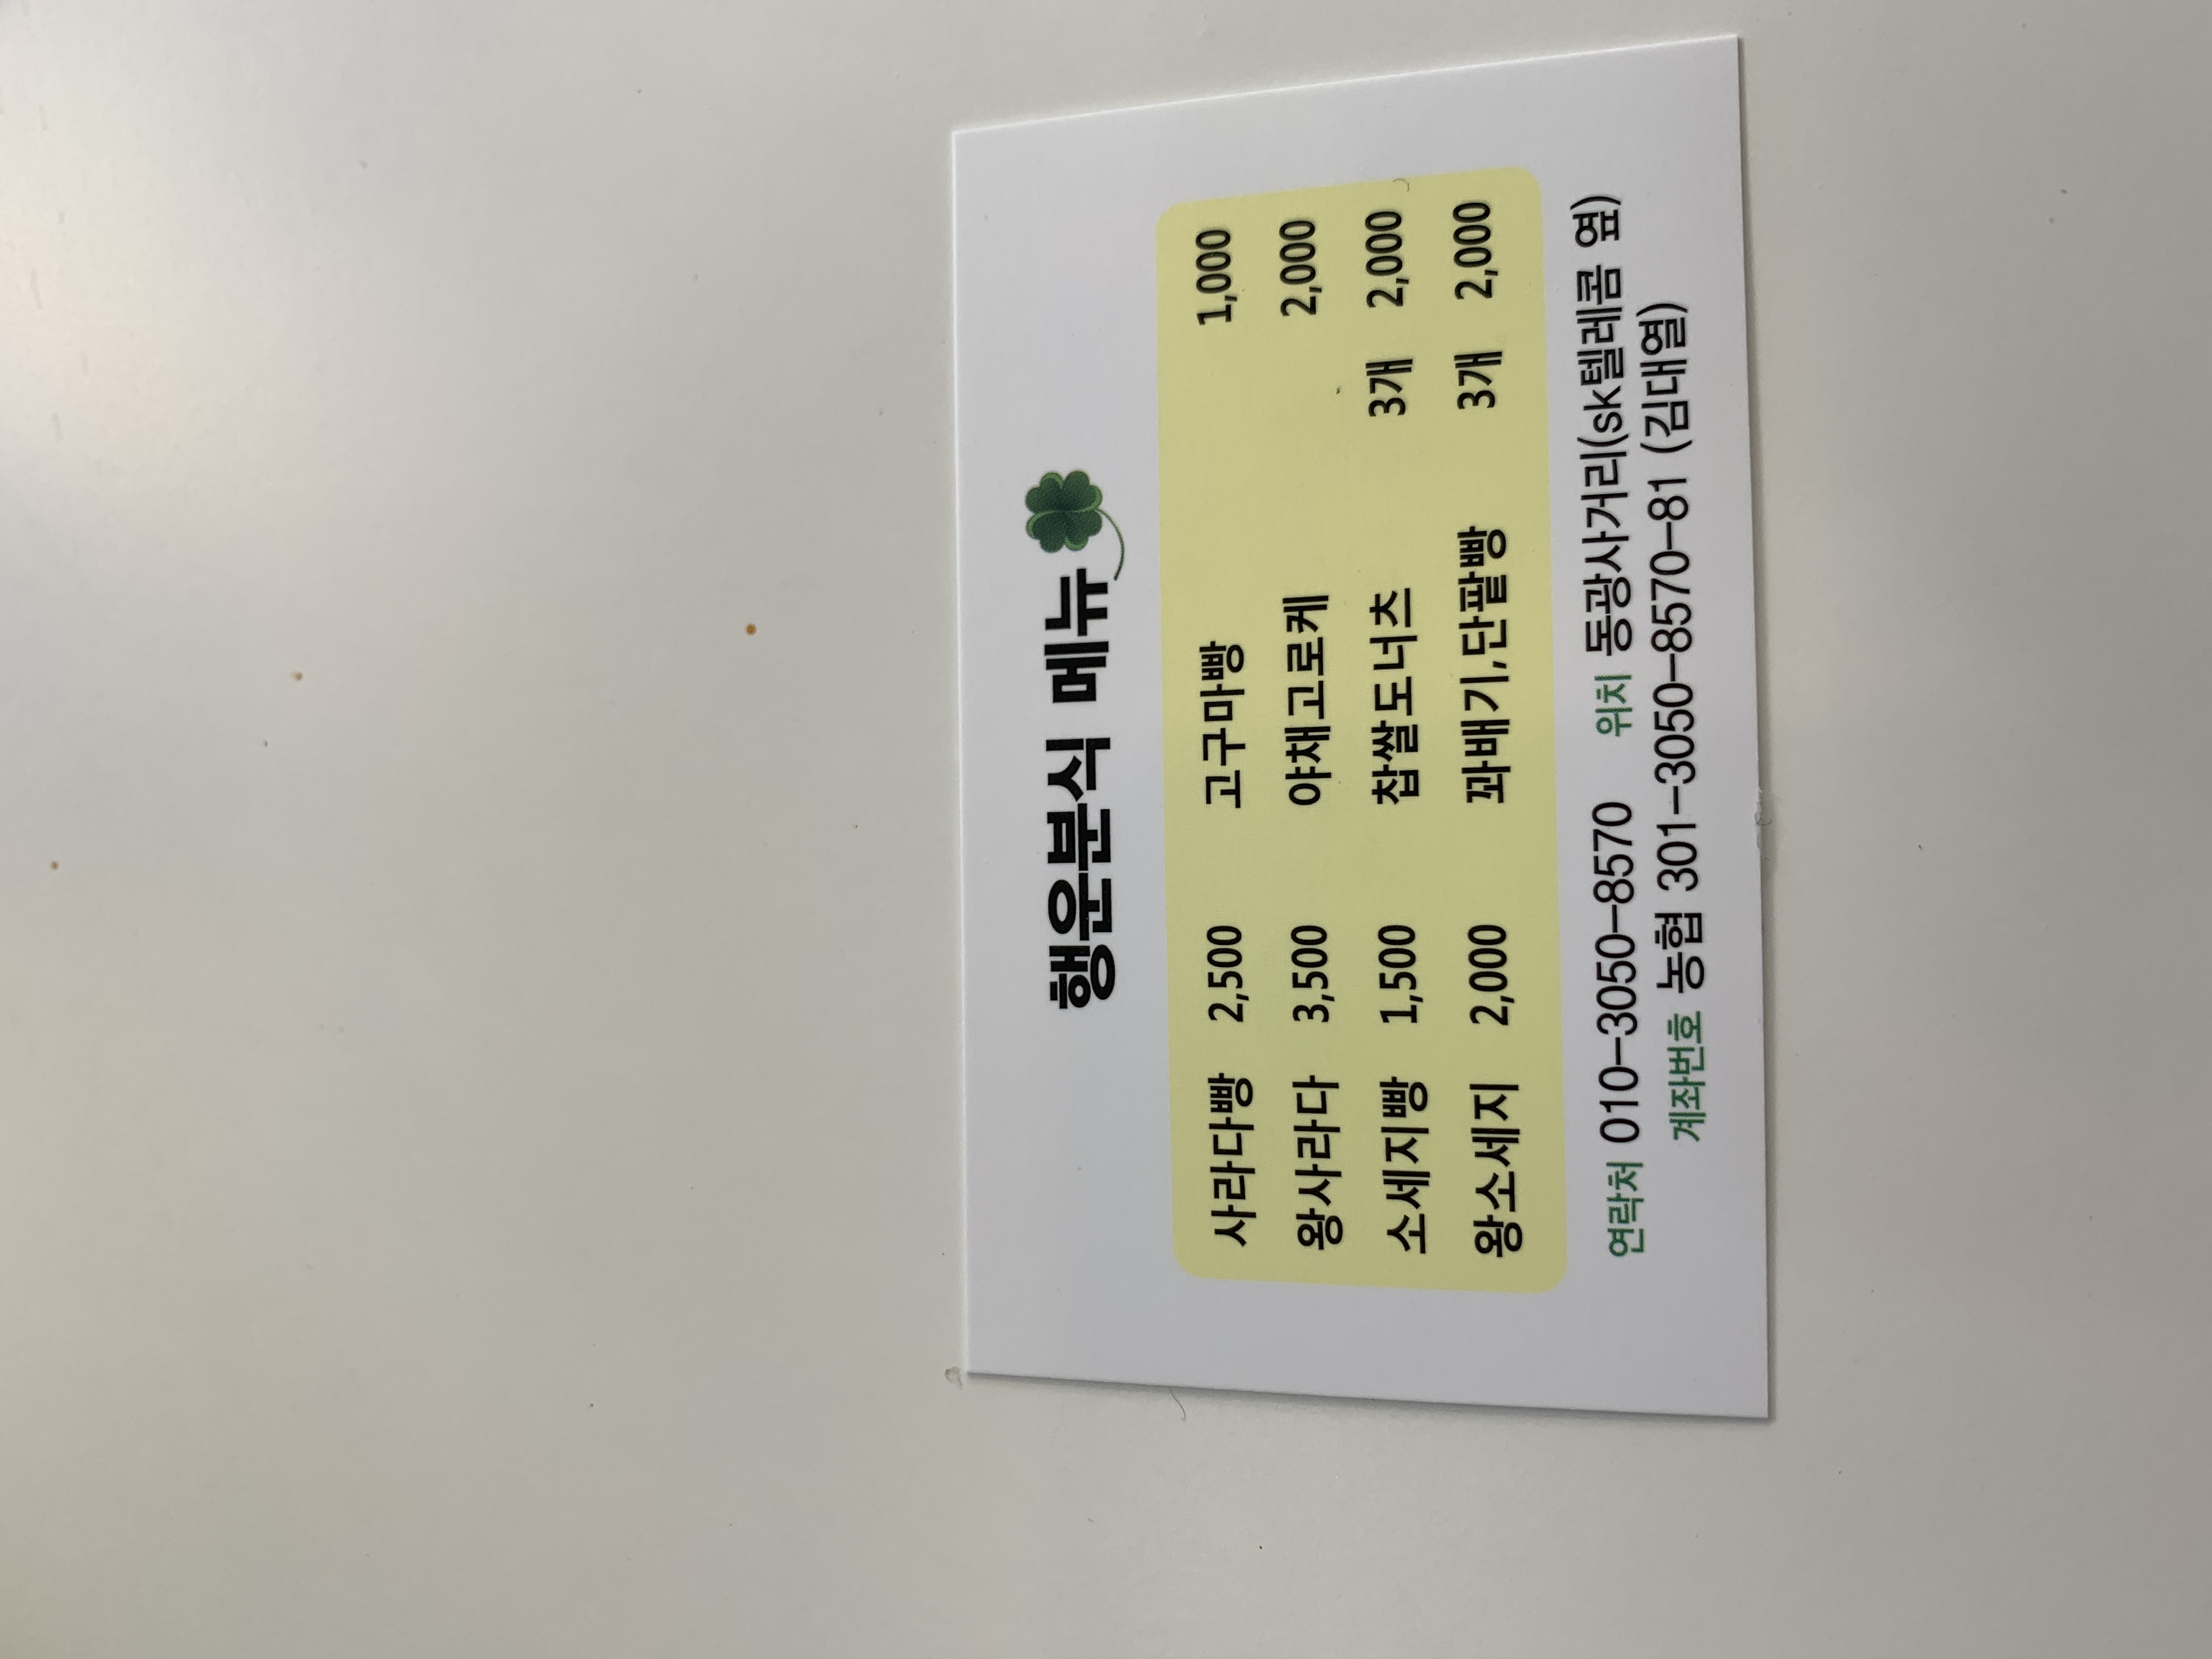 행운분식 메뉴
사라다빵 2,500 고구마빵 1,000
왕사라다 3,500 야채고로케 2,000
소세지빵 1,500 찹쌀도너츠 3개 2,000
왕소세지 2,000 꽈배기,단팥빵 3개 2,000
연락처 010-3050-8570 위치 동광사거리(sk텔레콤 옆)
계좌번호 농협 301-3050-8570-81 (김대열)